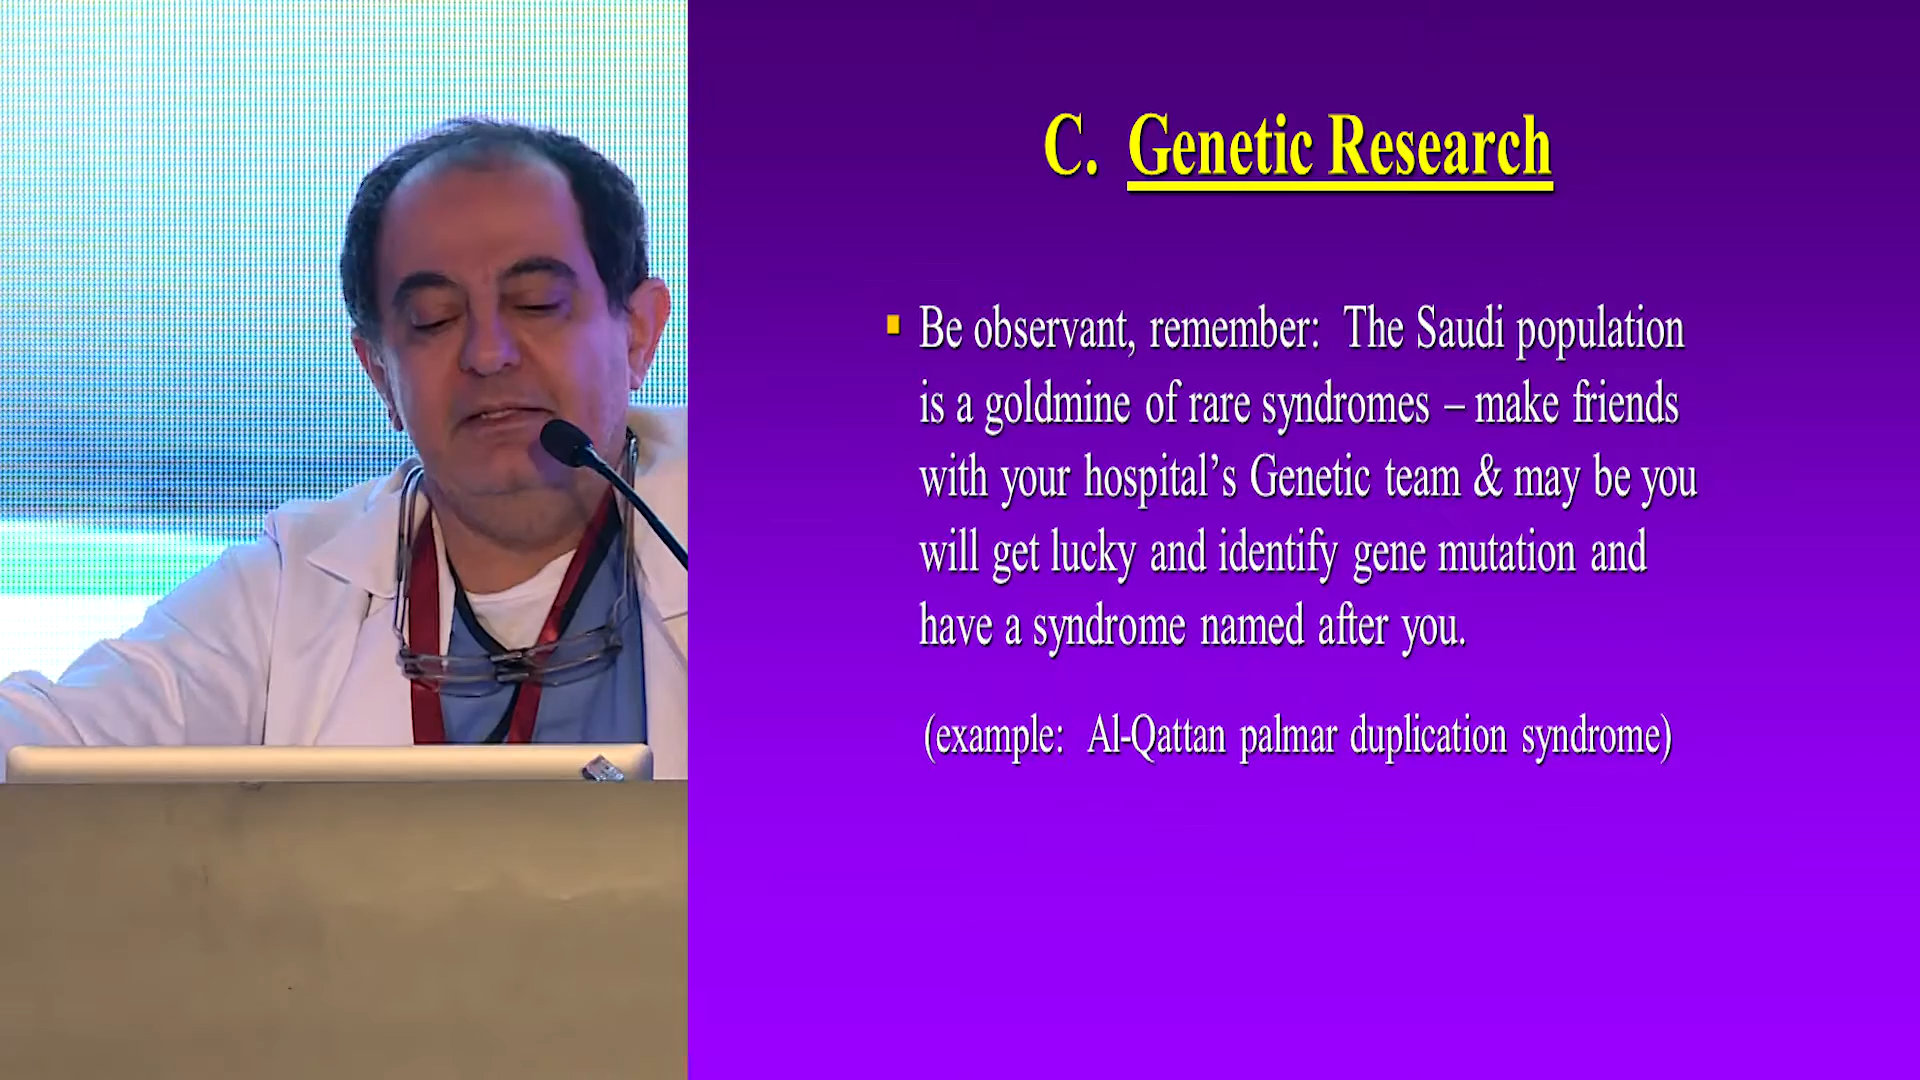 C. Genetic Research
Be observant, remember: The Saudi population
is a goldmine of rare syndromes – make friends
with your hospital’s Genetic team & may be you
will get lucky and identify gene mutation and
have a syndrome named after you.
(example: Al-Qattan palmar duplication syndrome)